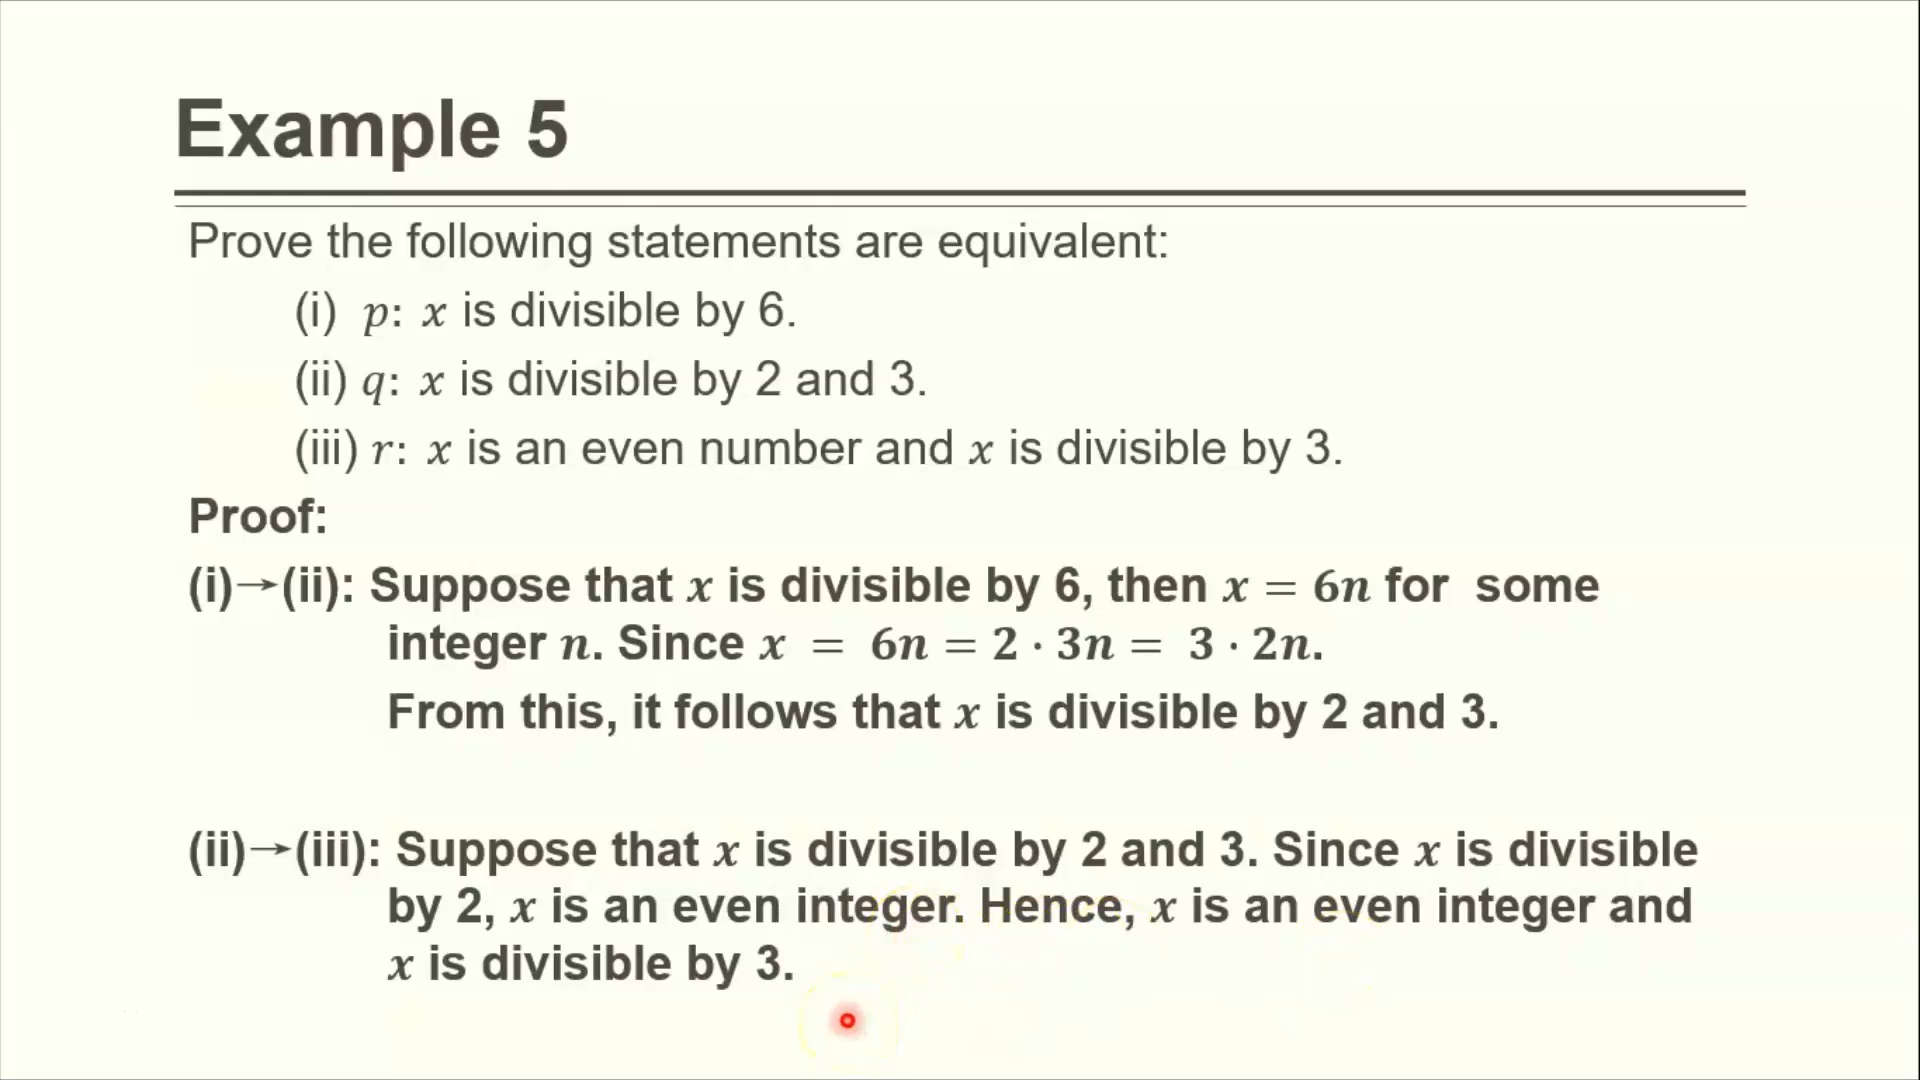 Example 5
Prove the following statements are equivalent:
(i) p: x is divisible by 6.
(ii) q: x is divisible by 2 and 3.
(iii) r: x is an even number and x is divisible by 3.
Proof:
(i)→(ii): Suppose that x is divisible by 6, then x = 6n for some
integer n. Since x = 6n = 2 · 3n = 3 · 2n.
From this, it follows that x is divisible by 2 and 3.
(ii)→(iii): Suppose that x is divisible by 2 and 3. Since x is divisible
by 2, x is an even integer. Hence, x is an even integer and
x is divisible by 3.